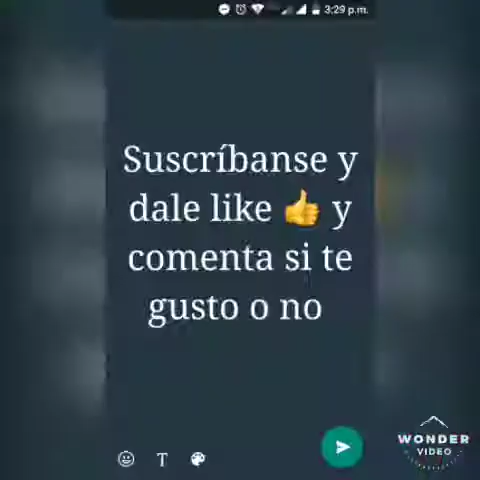 3:29 p.m.
Suscríbanse y
dale like 👍 y
comenta si te
gusto o no
T
WONDER
VIDEO